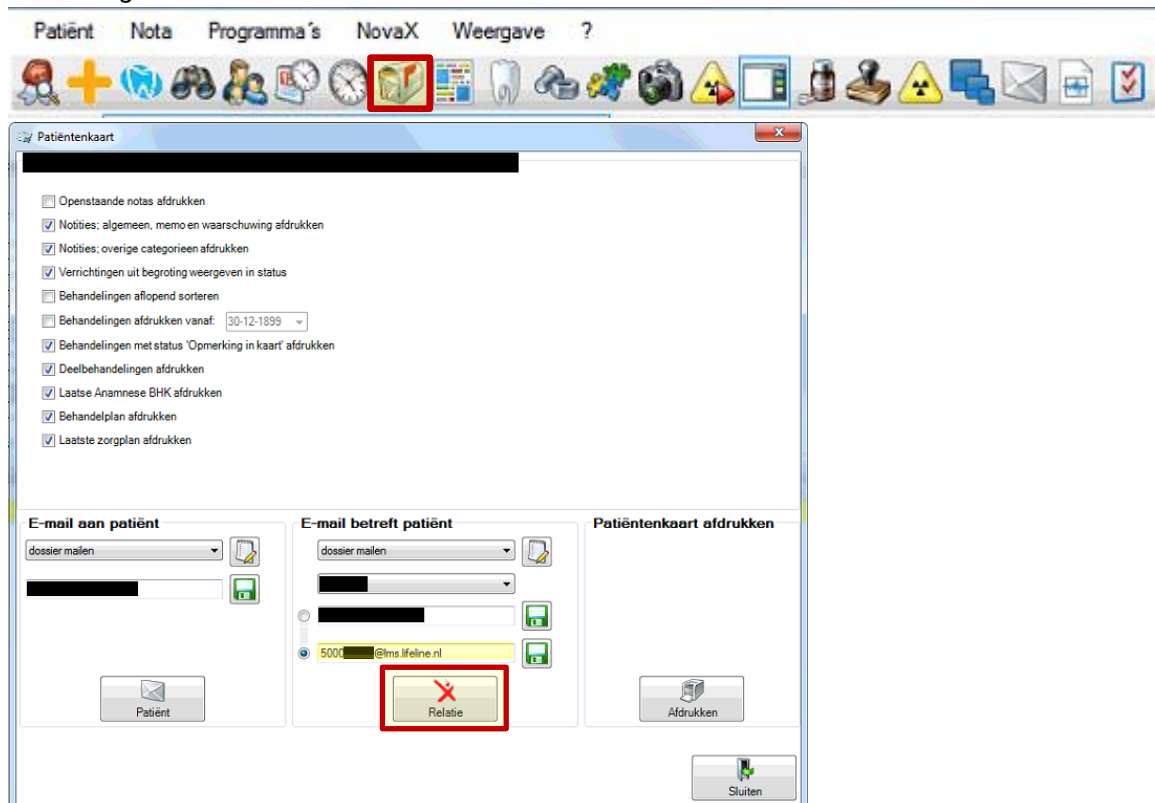 Patiënt Nota Programma´s NovaX Weergave ?
Patiëntenkaart
Openstaande notas afdrukken
Notities; algemeen, memo en waarschuwing afdrukken
Notities; overige categorieen afdrukken
Verrichtingen uit begroting weergeven in status
Behandelingen aflopend sorteren
Behandelingen afdrukken vanaf: 30-12-1899
Behandelingen met status 'Opmerking in kaart' afdrukken
Deelbehandelingen afdrukken
Laatse Anamnese BHK afdrukken
Behandelplan afdrukken
Laatste zorgplan afdrukken
E-mail aan patiënt
dossier mailen
Patiënt
E-mail betreft patiënt
dossier mailen
5000 @lms.lifeline.nl
Relatie
Patiëntenkaart afdrukken
Afdrukken
Sluiten